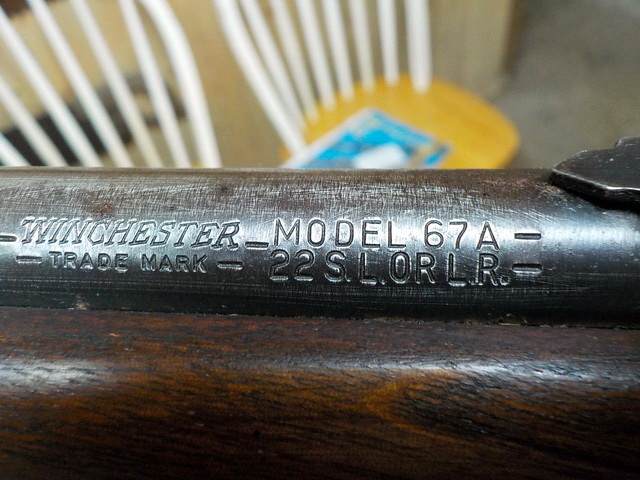 -WINCHESTER-MODEL 67A-
-TRADE MARK- 22 S.L.OR L.R.-